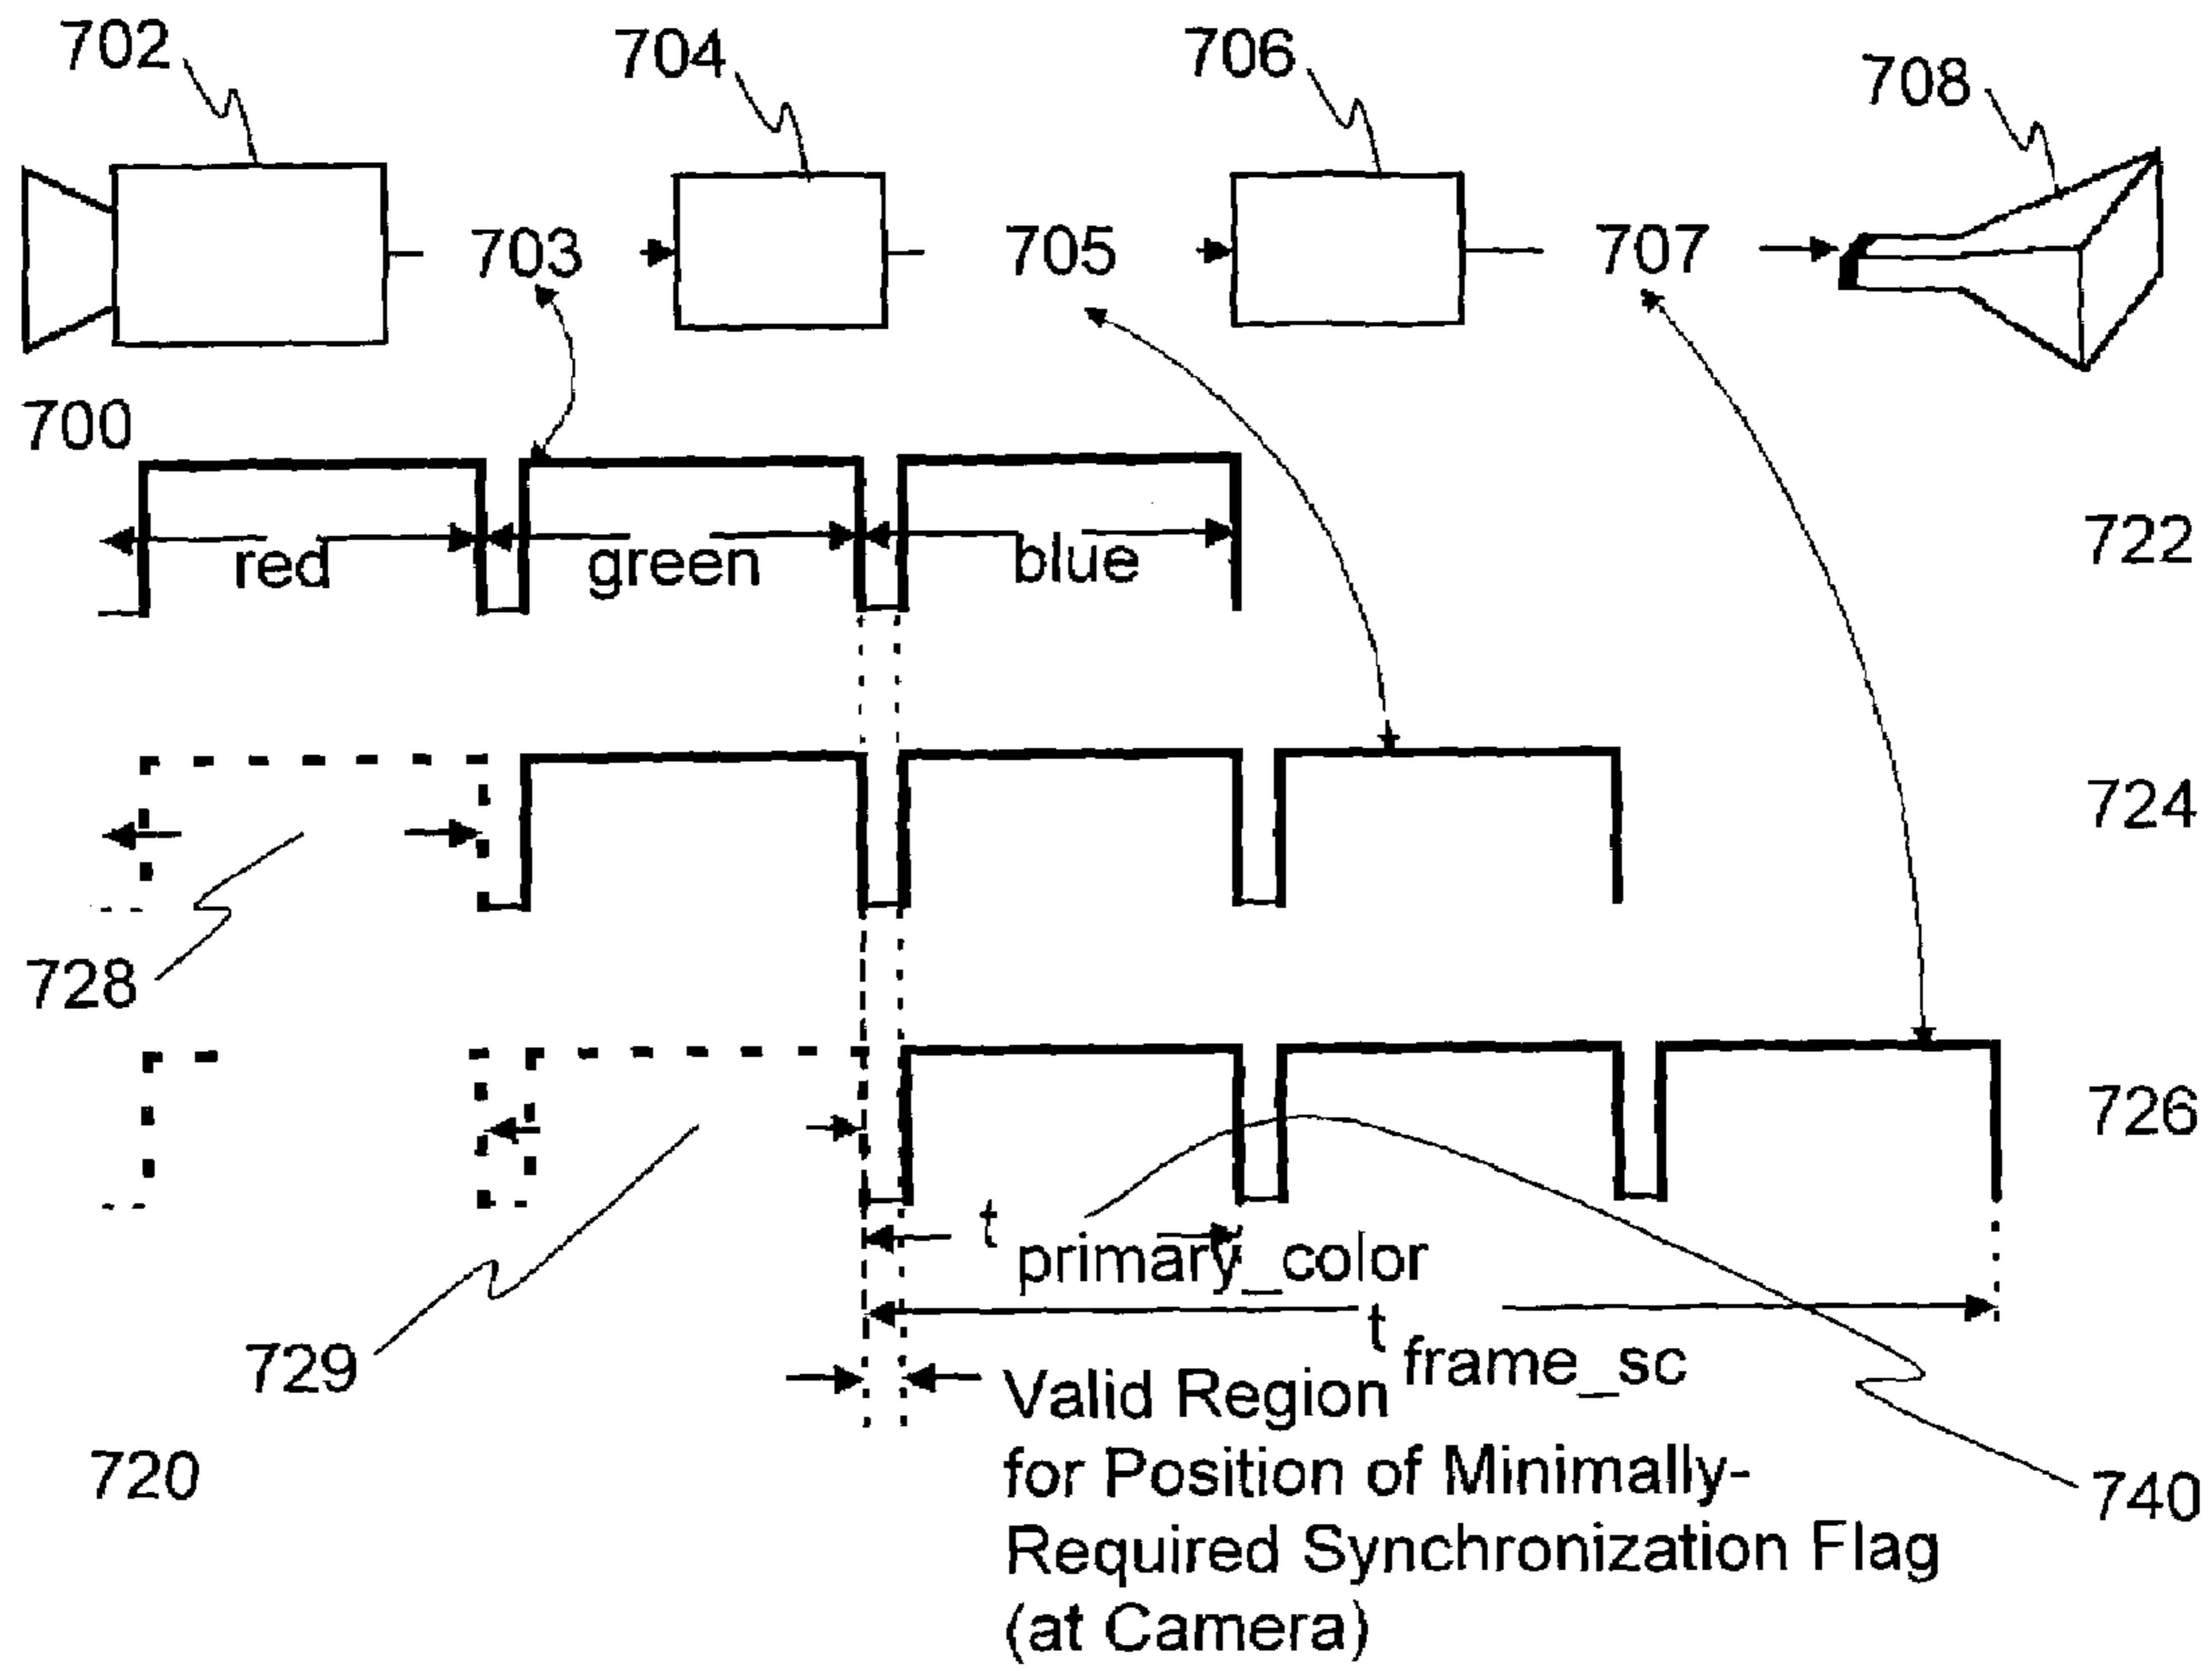 702
704
706
708
703
705
707
700
red
green
blue
722
724
728
726
t
primary_color
t
frame_sc
729
Valid Region
for Position of Minimally-
Required Synchronization Flag
(at Camera)
720
740